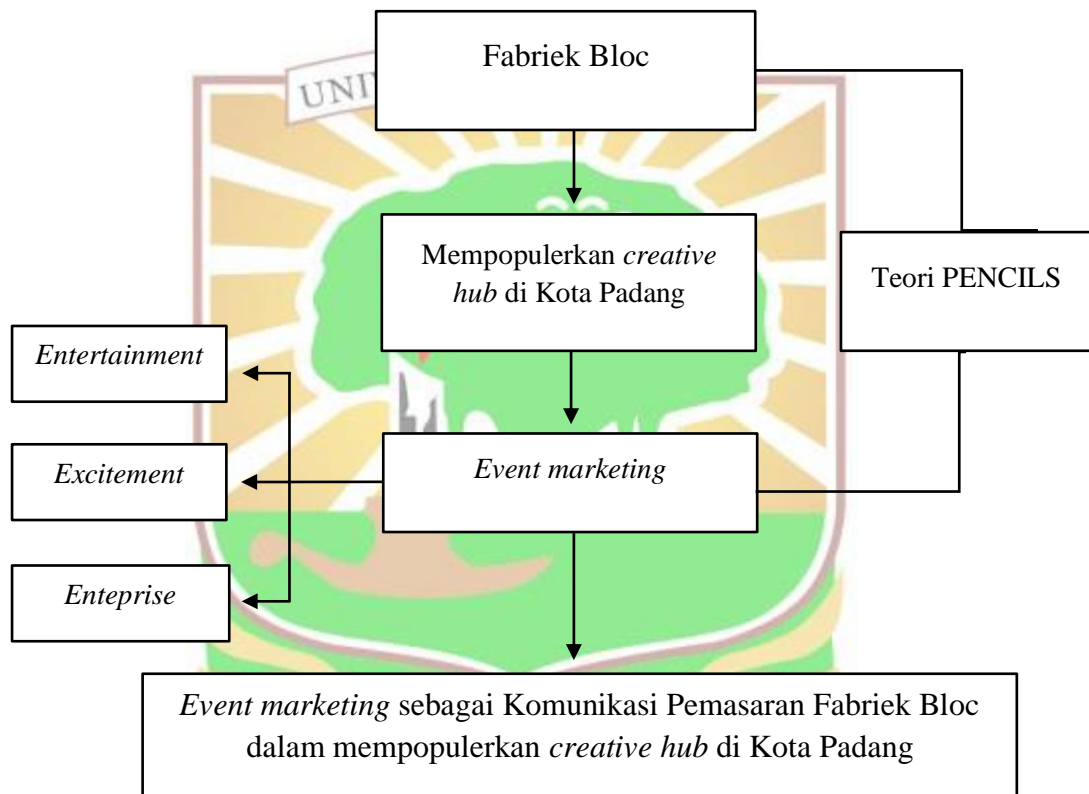 Fabriek Bloc
UNI
Mempopulerkan creative
hub di Kota Padang
Teori PENCILS
Entertainment
Excitement
Event marketing
Enteprise
Event marketing sebagai Komunikasi Pemasaran Fabriek Bloc
dalam mempopulerkan creative hub di Kota Padang